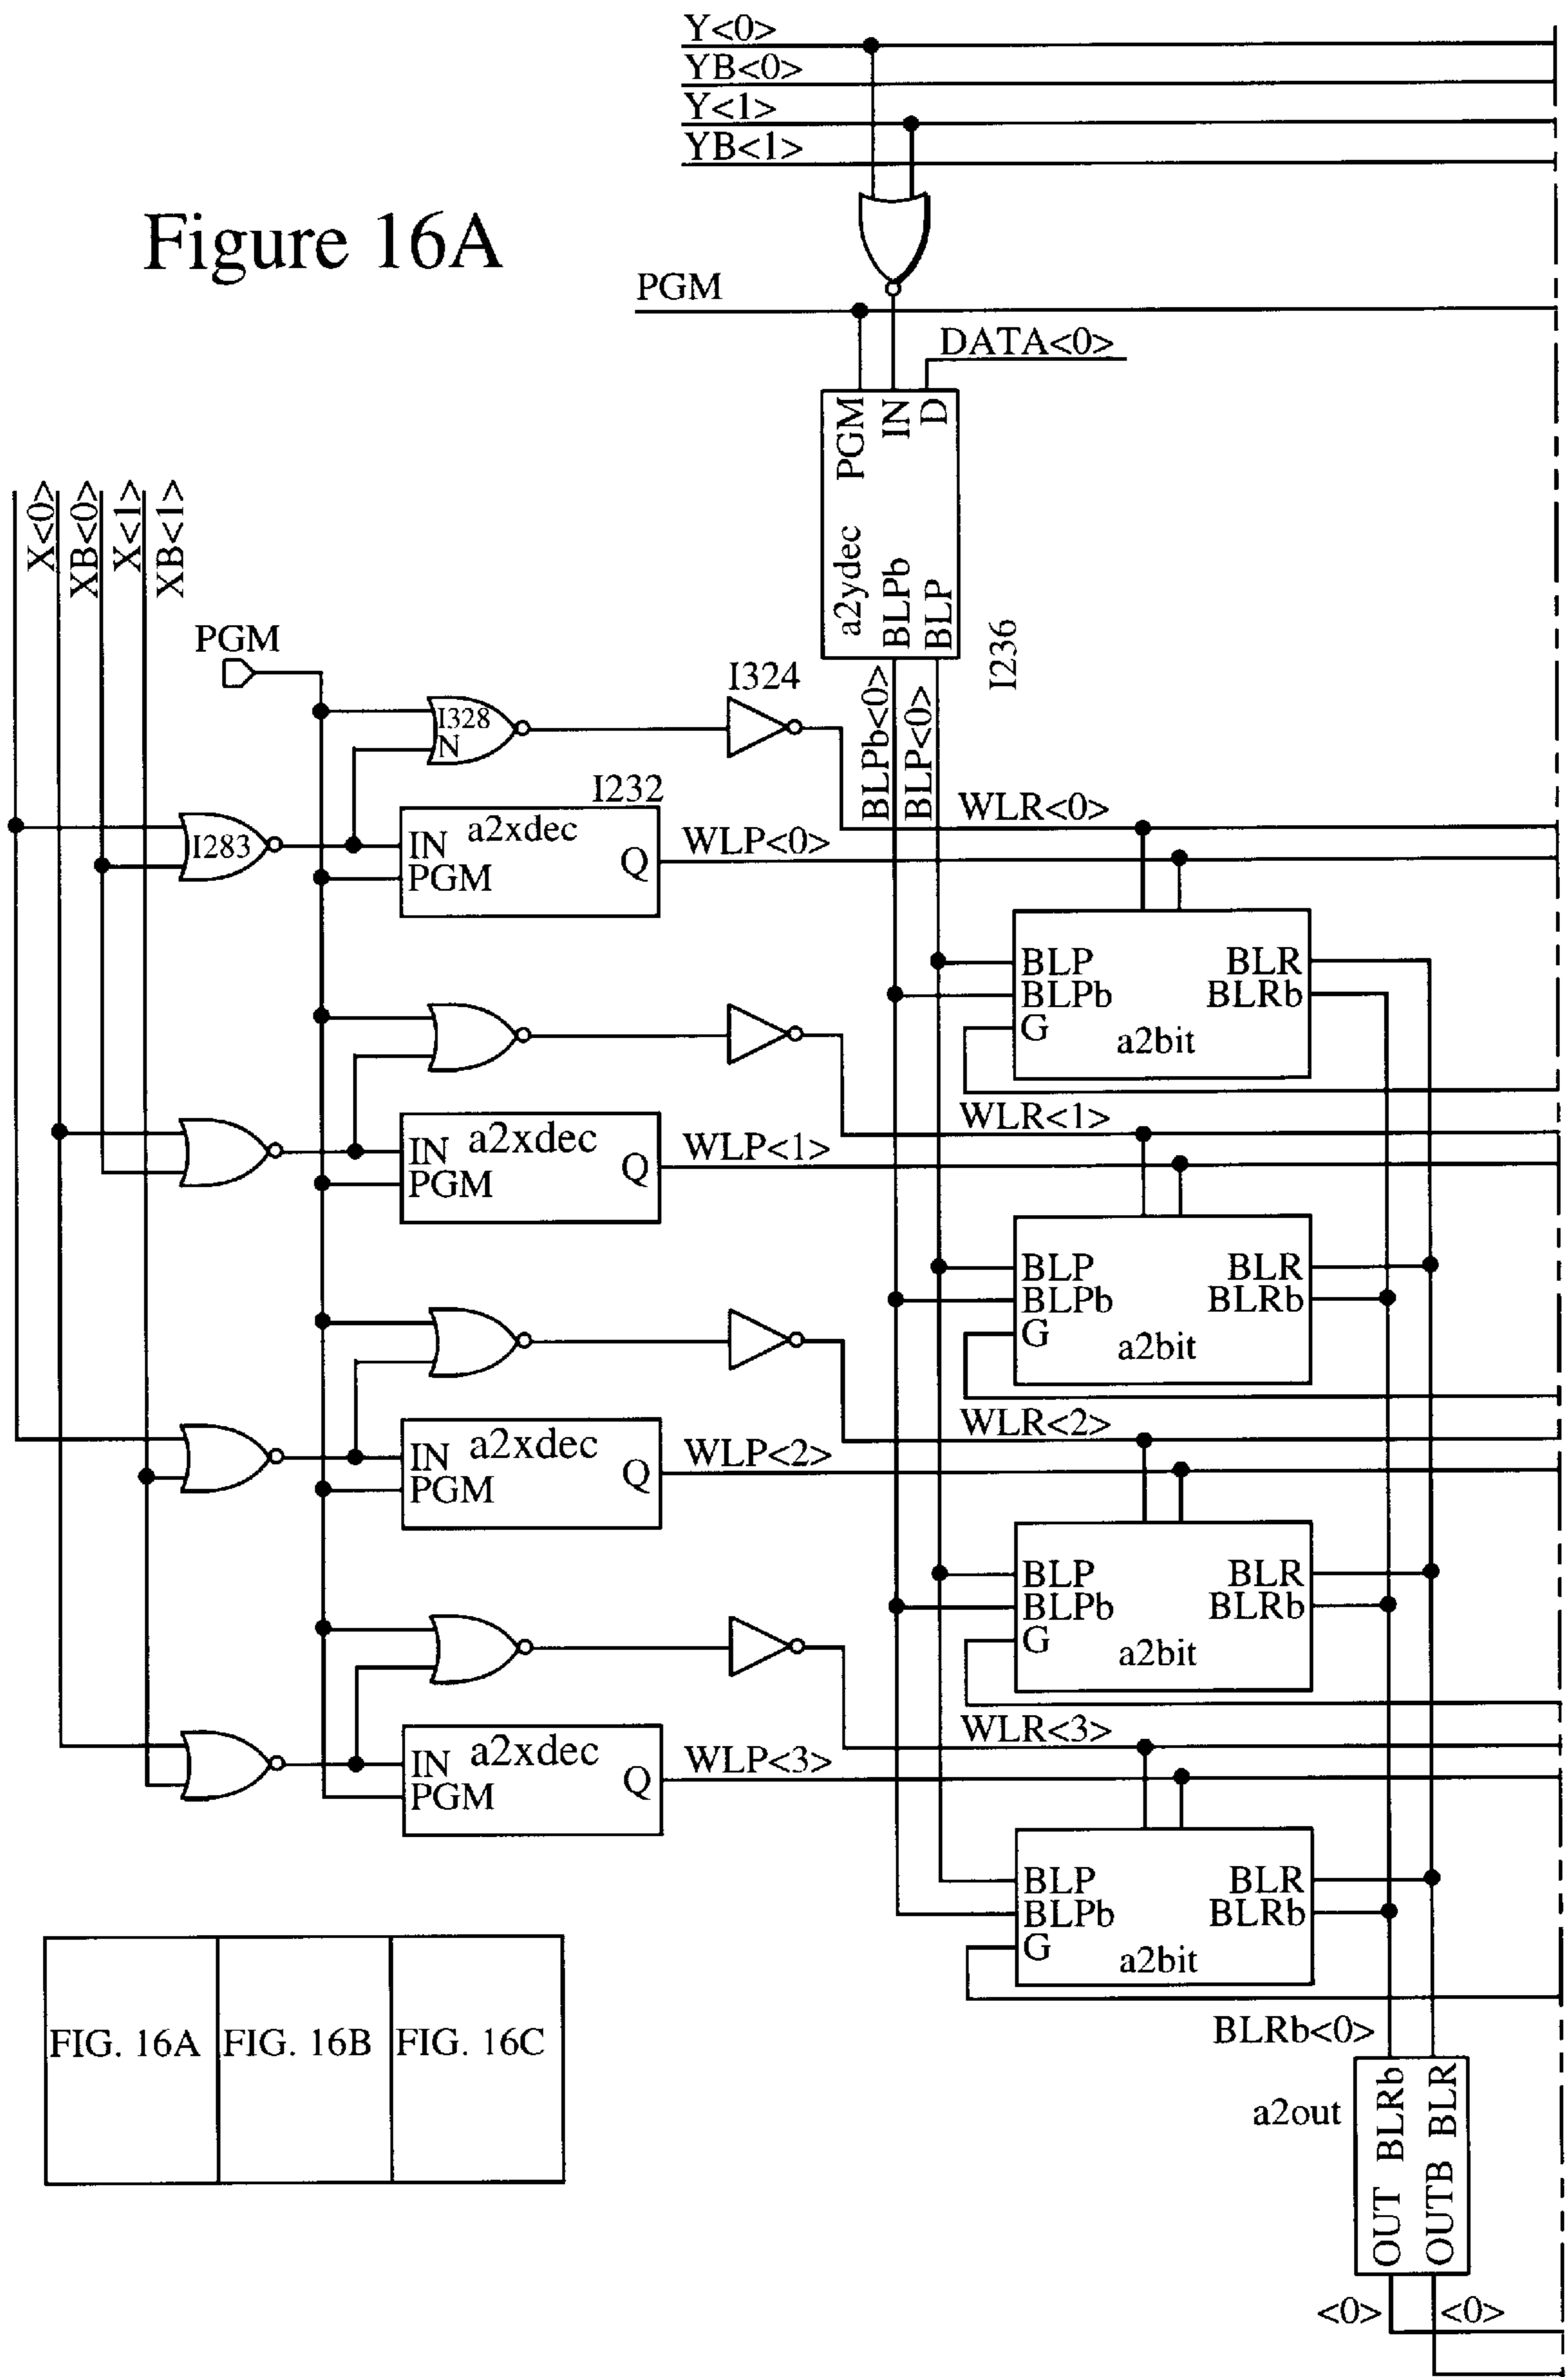 Y<0>
YB<0>
Y<1>
YB<1>
Figure 16A
PGM
DATA<0>
PGM
IN
D
a2ydec
BLPb
BLP
I236
X<0>
XB<0>
X<1>
XB<1>
PGM
I328
N
I324
BLPb<0>
BLP<0>
I283
I232
IN a2xdec
PGM
Q
WLR<0>
WLP<0>
BLP BLR
BLPb BLRb
G
a2bit
IN a2xdec
PGM
Q
WLR<1>
WLP<1>
BLP BLR
BLPb BLRb
G
a2bit
IN a2xdec
PGM
Q
WLR<2>
WLP<2>
BLP BLR
BLPb BLRb
G
a2bit
IN a2xdec
PGM
Q
WLR<3>
WLP<3>
BLP BLR
BLPb BLRb
G
a2bit
FIG. 16A FIG. 16B FIG. 16C
BLRb<0>
a2out
OUT BLRb
OUTB BLR
<0> <0>